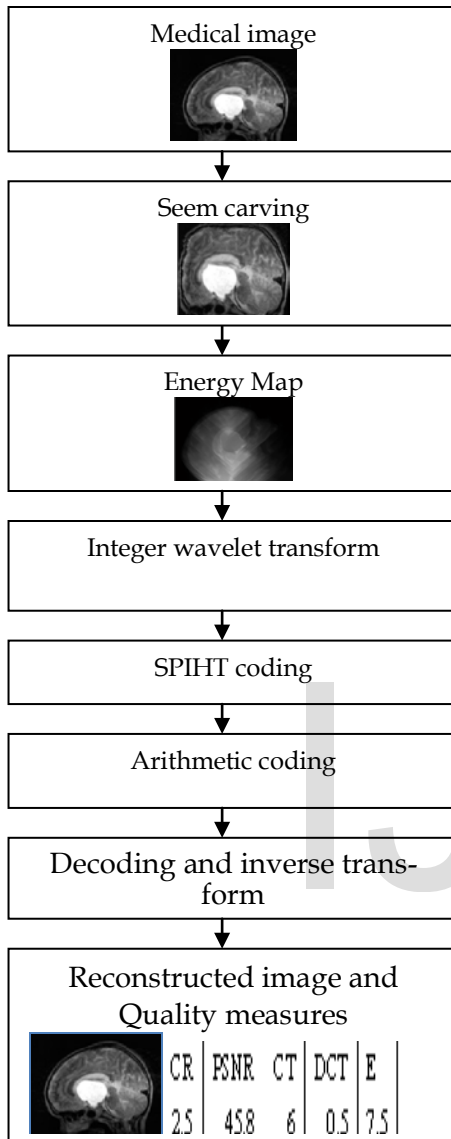 Medical image
Seem carving
Energy Map
Integer wavelet transform
SPIHT coding
Arithmetic coding
Decoding and inverse trans-
form
Reconstructed image and
Quality measures
CR PSNR CT DCT E
2.5 45.8 6 0.5 7.5